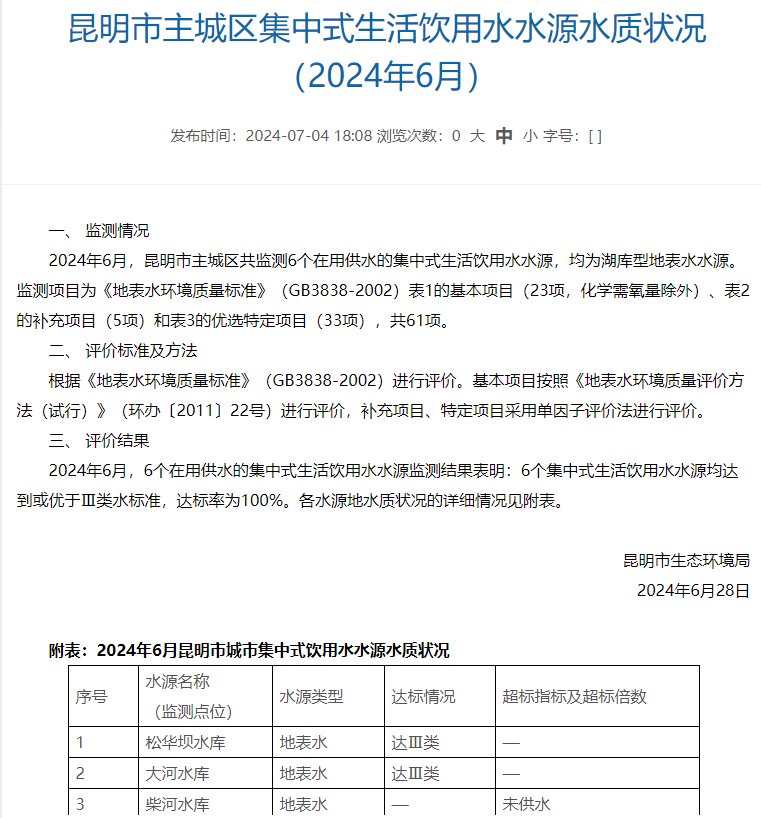 昆明市主城区集中式生活饮用水水源水质状况
（2024年6月）
发布时间：2024-07-04 18:08 浏览次数：0 大 中 小 字号：[ ]
一、 监测情况
2024年6月，昆明市主城区共监测6个在用供水的集中式生活饮用水水源，均为湖库型地表水水源。
监测项目为《地表水环境质量标准》（GB3838-2002）表1的基本项目（23项，化学需氧量除外）、表2
的补充项目（5项）和表3的优选特定项目（33项），共61项。
二、 评价标准及方法
根据《地表水环境质量标准》（GB3838-2002）进行评价。基本项目按照《地表水环境质量评价方
法（试行）》（环办〔2011〕22号）进行评价，补充项目、特定项目采用单因子评价法进行评价。
三、 评价结果
2024年6月，6个在用供水的集中式生活饮用水水源监测结果表明：6个集中式生活饮用水水源均达
到或优于Ⅲ类水标准，达标率为100%。各水源地水质状况的详细情况见附表。
昆明市生态环境局
2024年6月28日
附表：2024年6月昆明市城市集中式饮用水水源水质状况
序号 水源名称（监测点位） 水源类型 达标情况 超标指标及超标倍数
1 松华坝水库 地表水 达Ⅲ类 —
2 大河水库 地表水 达Ⅲ类 —
3 柴河水库 地表水 — 未供水